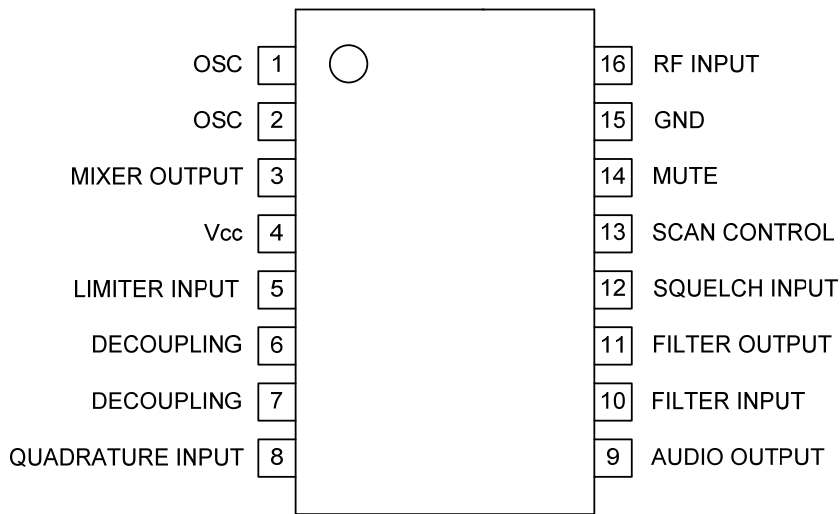 OSC 1 16 RF INPUT
OSC 2 15 GND
MIXER OUTPUT 3 14 MUTE
Vcc 4 13 SCAN CONTROL
LIMITER INPUT 5 12 SQUELCH INPUT
DECOUPLING 6 11 FILTER OUTPUT
DECOUPLING 7 10 FILTER INPUT
QUADRATURE INPUT 8 9 AUDIO OUTPUT